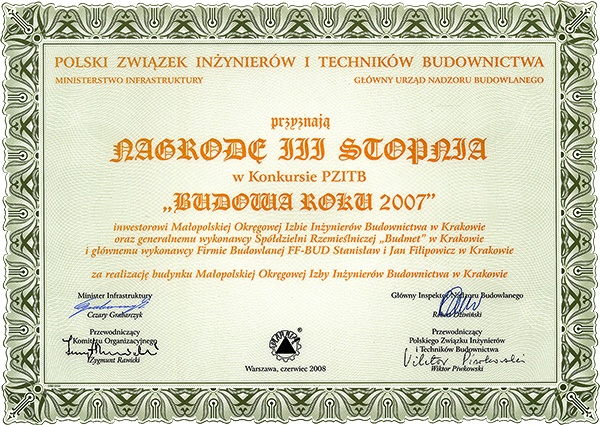 POLSKI ZWIĄZEK INŻYNIERÓW I TECHNIKÓW BUDOWNICTWA
MINISTERSTWO INFRASTRUKTURY GŁÓWNY URZĄD NADZORU BUDOWLANEGO
przyznają
NAGRODĘ III STOPNIA
w Konkursie PZITB
„BUDOWA ROKU 2007”
inwestorowi Małopolskiej Okręgowej Izbie Inżynierów Budownictwa w Krakowie
oraz generalnemu wykonawcy Spółdzielni Rzemieślniczej „Budmet” w Krakowie
i głównemu wykonawcy Firmie Budowlanej FF-BUD Stanisław i Jan Filipowicz w Krakowie
za realizację budynku Małopolskiej Okręgowej Izby Inżynierów Budownictwa w Krakowie
Minister Infrastruktury
Cezary Grabarczyk
Główny Inspektor Nadzoru Budowlanego
Robert Dziwiński
Przewodniczący
Komitetu Organizacyjnego
Zygmunt Rawicki
Warszawa, czerwiec 2008
Przewodniczący
Polskiego Związku Inżynierów
i Techników Budownictwa
Wiktor Piwkowski
Wiktor Piwkowski